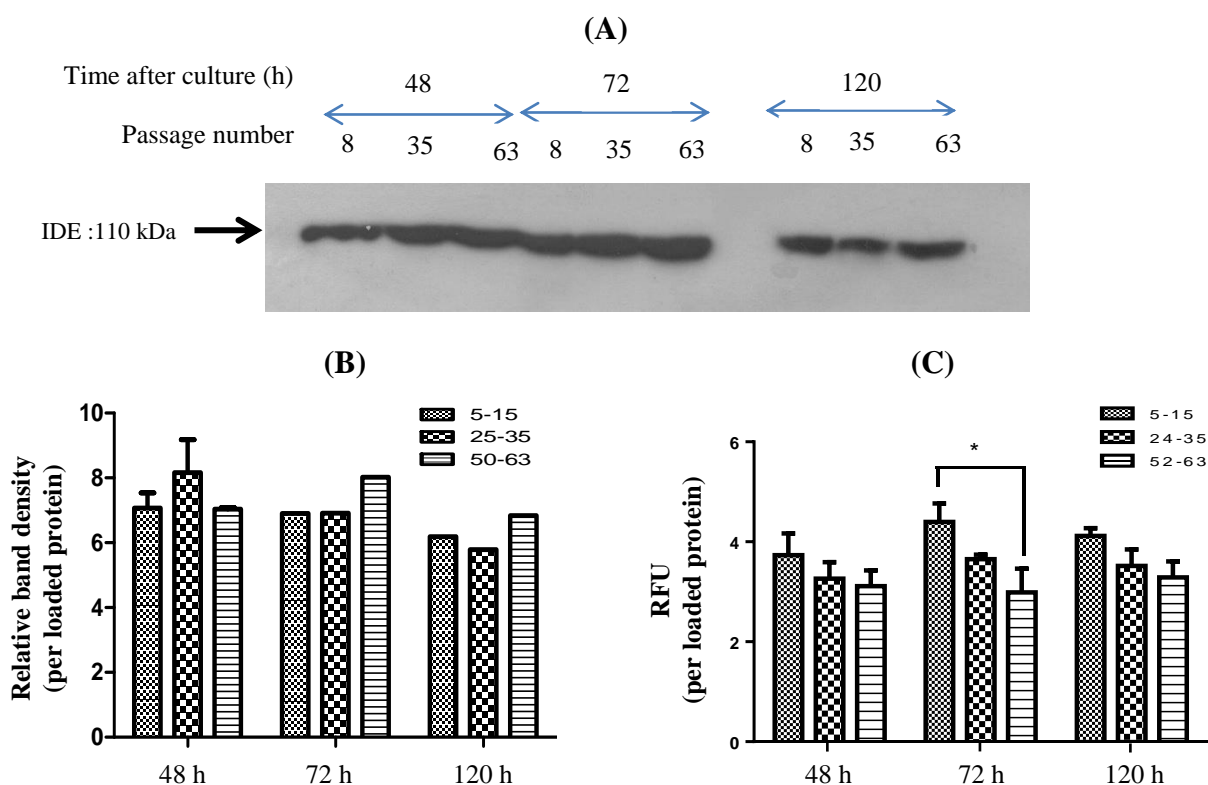 (A)
Time after culture (h) 48 72 120
Passage number 8 35 63 8 35 63 8 35 63
IDE :110 kDa
(B)
Relative band density
(per loaded protein)
10
8
6
4
2
0
5-15
25-35
50-63
48 h 72 h 120 h
(C)
RFU
(per loaded protein)
6
4
2
0
*
5-15
24-35
52-63
48 h 72 h 120 h